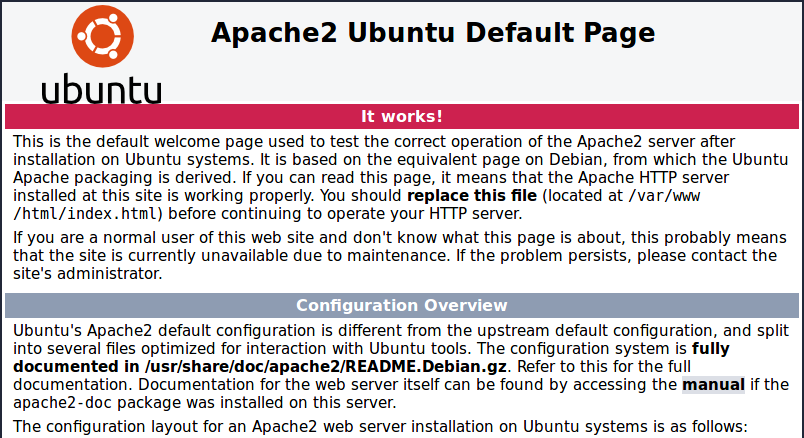 ubuntu
Apache2 Ubuntu Default Page
It works!
This is the default welcome page used to test the correct operation of the Apache2 server after
installation on Ubuntu systems. It is based on the equivalent page on Debian, from which the Ubuntu
Apache packaging is derived. If you can read this page, it means that the Apache HTTP server
installed at this site is working properly. You should replace this file (located at /var/www
/html/index.html) before continuing to operate your HTTP server.
If you are a normal user of this web site and don't know what this page is about, this probably means
that the site is currently unavailable due to maintenance. If the problem persists, please contact the
site's administrator.
Configuration Overview
Ubuntu's Apache2 default configuration is different from the upstream default configuration, and split
into several files optimized for interaction with Ubuntu tools. The configuration system is fully
documented in /usr/share/doc/apache2/README.Debian.gz. Refer to this for the full
documentation. Documentation for the web server itself can be found by accessing the manual if the
apache2-doc package was installed on this server.
The configuration layout for an Apache2 web server installation on Ubuntu systems is as follows: